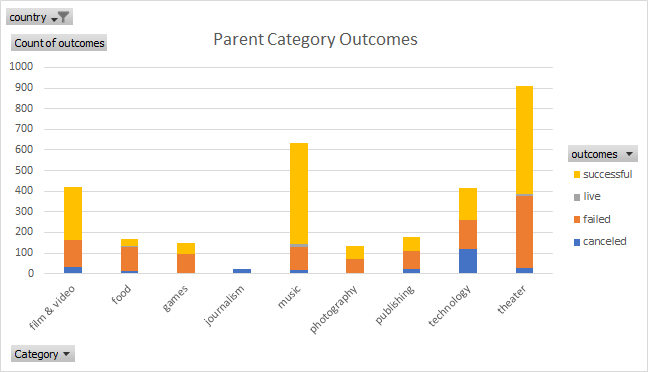 country
Count of outcomes
Parent Category Outcomes
1000
900
800
700
600
500
400
300
200
100
0
film & video
food
games
journalism
music
photography
publishing
technology
theater
outcomes
successful
live
failed
canceled
Category